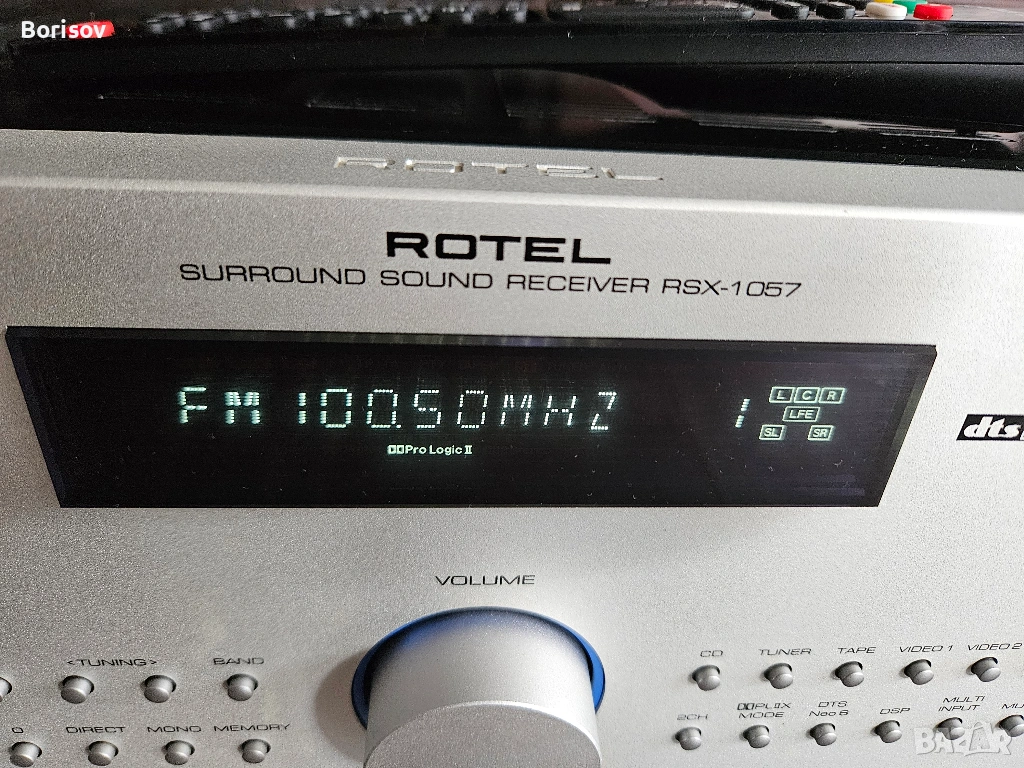 Borisov
ROTEL
ROTEL
SURROUND SOUND RECEIVER RSX-1057
FM 100.50MHZ 1
L C R
LFE
SL SR
Pro Logic II
dts
VOLUME
<TUNING> BAND
CD TUNER TAPE VIDEO 1 VIDEO 2
0 DIRECT MONO MEMORY
2CH PLIIX MODE DTS Neo:6 DSP MULTI INPUT
BAZAR